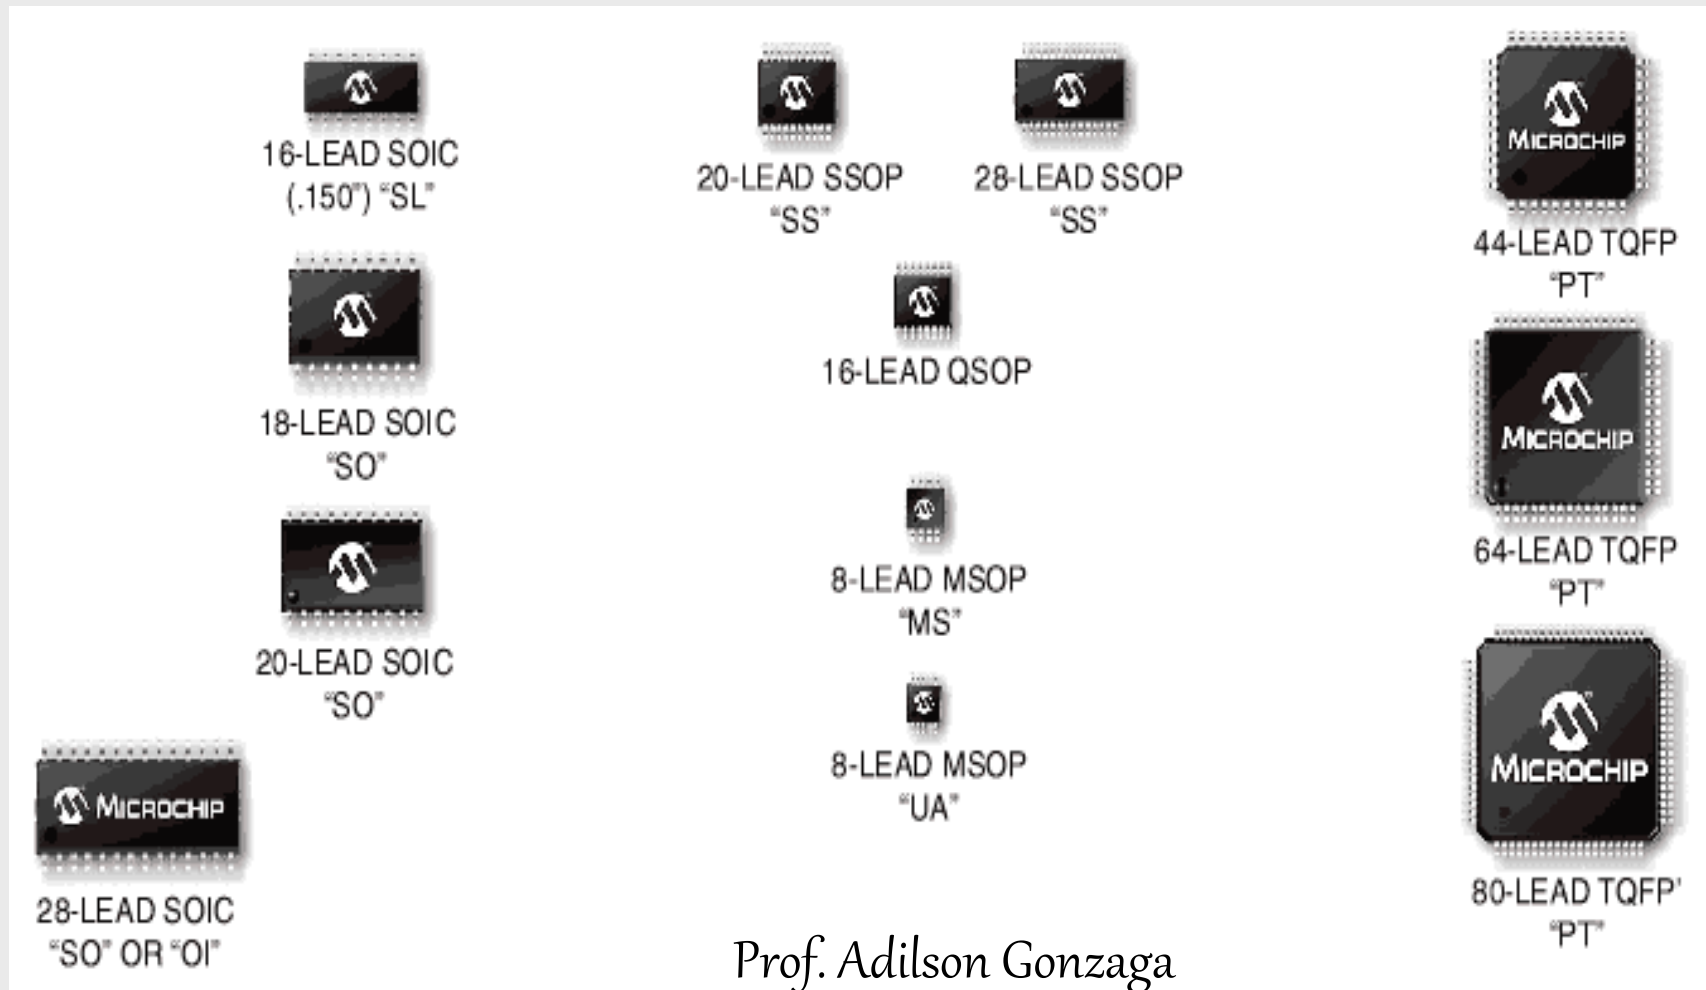 16-LEAD SOIC
(.150") "SL"
18-LEAD SOIC
"SO"
20-LEAD SOIC
"SO"
MICROCHIP
28-LEAD SOIC
"SO" OR "OI"
20-LEAD SSOP
"SS"
28-LEAD SSOP
"SS"
16-LEAD QSOP
8-LEAD MSOP
"MS"
8-LEAD MSOP
"UA"
MICROCHIP
44-LEAD TQFP
"PT"
MICROCHIP
64-LEAD TQFP
"PT"
MICROCHIP
80-LEAD TQFP'
"PT"
Prof. Adilson Gonzaga